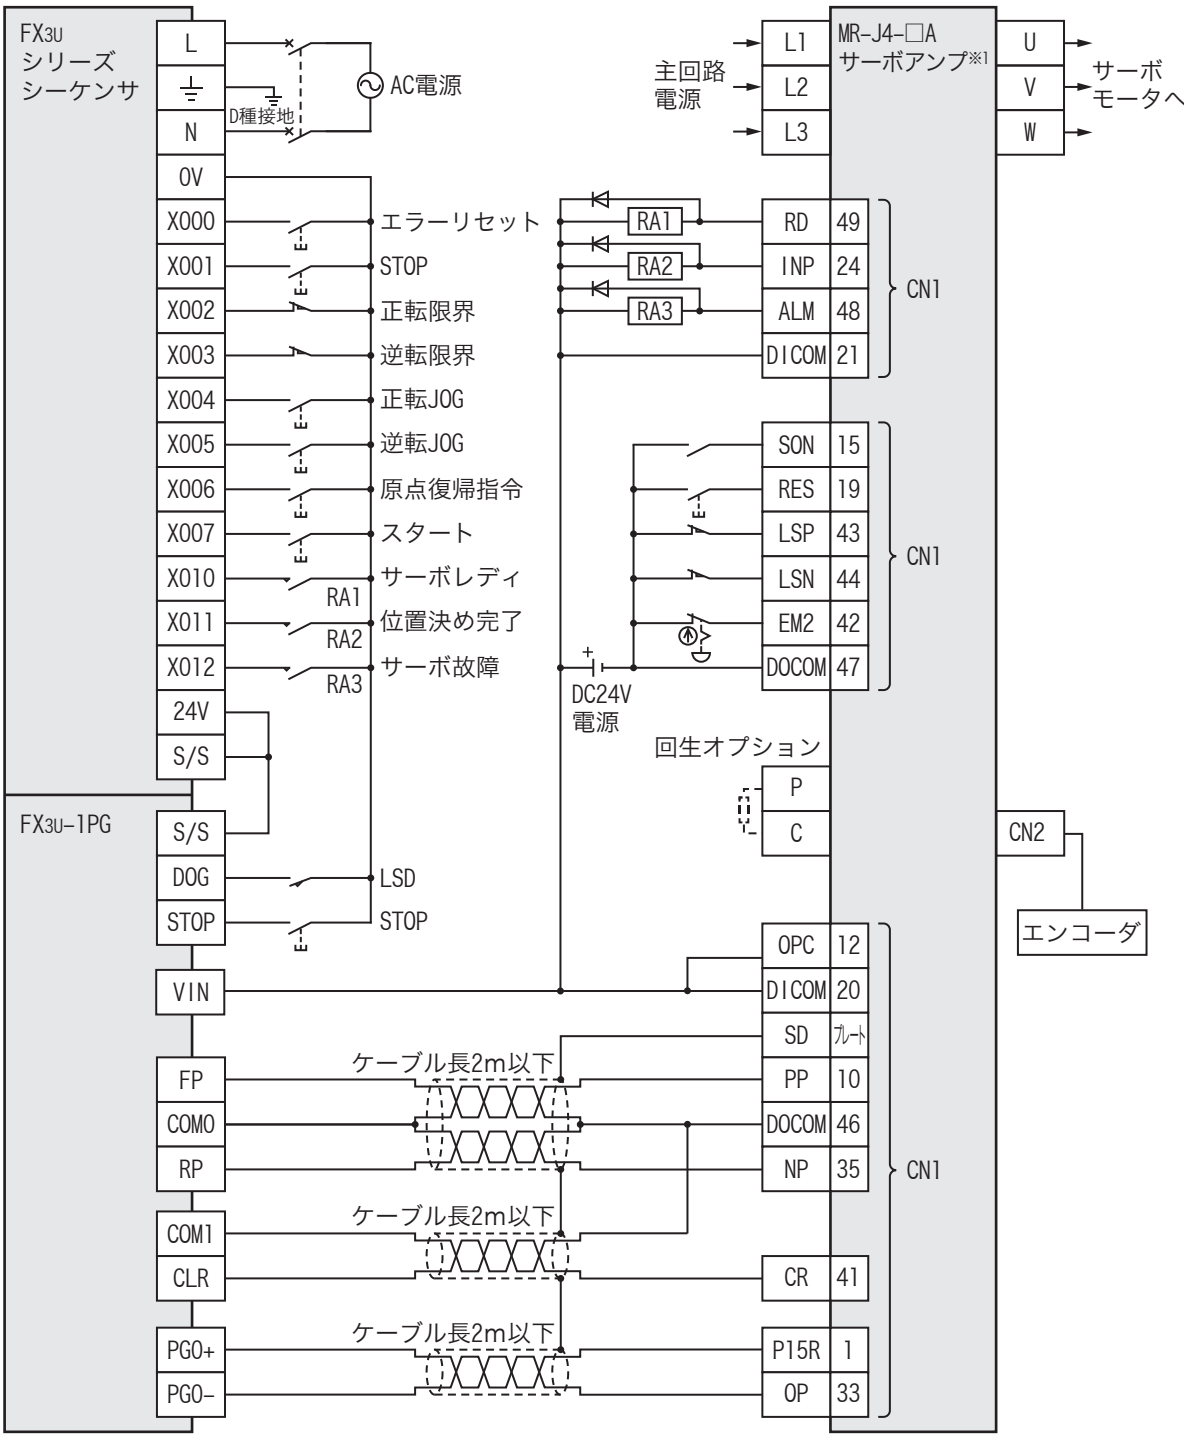 FX3U
シリーズ
シーケンサ
L
N
D種接地
AC電源
0V
X000
エラーリセット
X001
STOP
X002
正転限界
X003
逆転限界
X004
正転JOG
X005
逆転JOG
X006
原点復帰指令
X007
スタート
X010
サーボレディ
RA1
X011
位置決め完了
RA2
X012
サーボ故障
RA3
24V
S/S
FX3U-1PG
S/S
DOG
LSD
STOP
STOP
VIN
FP
COM0
RP
COM1
CLR
PG0+
PG0-
ケーブル長2m以下
ケーブル長2m以下
ケーブル長2m以下
主回路
電源
L1
L2
L3
MR-J4-□A
サーボアンプ※1
U
V
W
サーボ
モータへ
RA1
RD 49
RA2
INP 24
RA3
ALM 48
DICOM 21
CN1
SON 15
RES 19
LSP 43
LSN 44
EM2 42
DOCOM 47
CN1
+
DC24V
電源
回生オプション
P
C
CN2
エンコーダ
OPC 12
DICOM 20
SD プレート
PP 10
DOCOM 46
NP 35
CR 41
P15R 1
OP 33
CN1